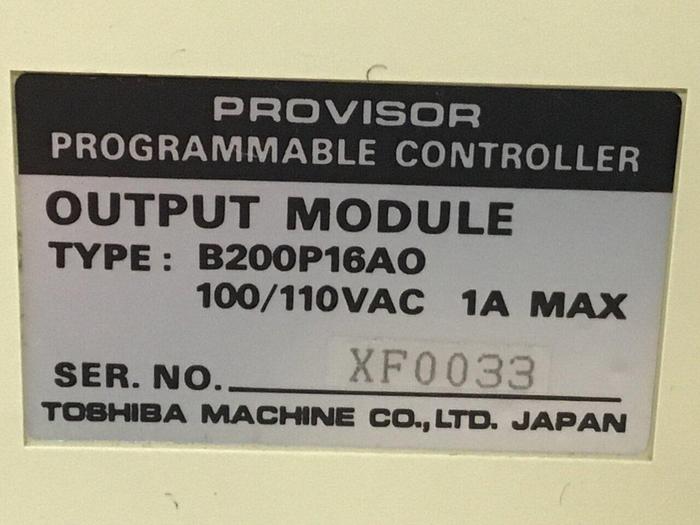 PROVISOR
PROGRAMMABLE CONTROLLER
OUTPUT MODULE
TYPE: B200P16AO
100/110VAC 1A MAX
SER. NO. XF0033
TOSHIBA MACHINE CO.,LTD. JAPAN